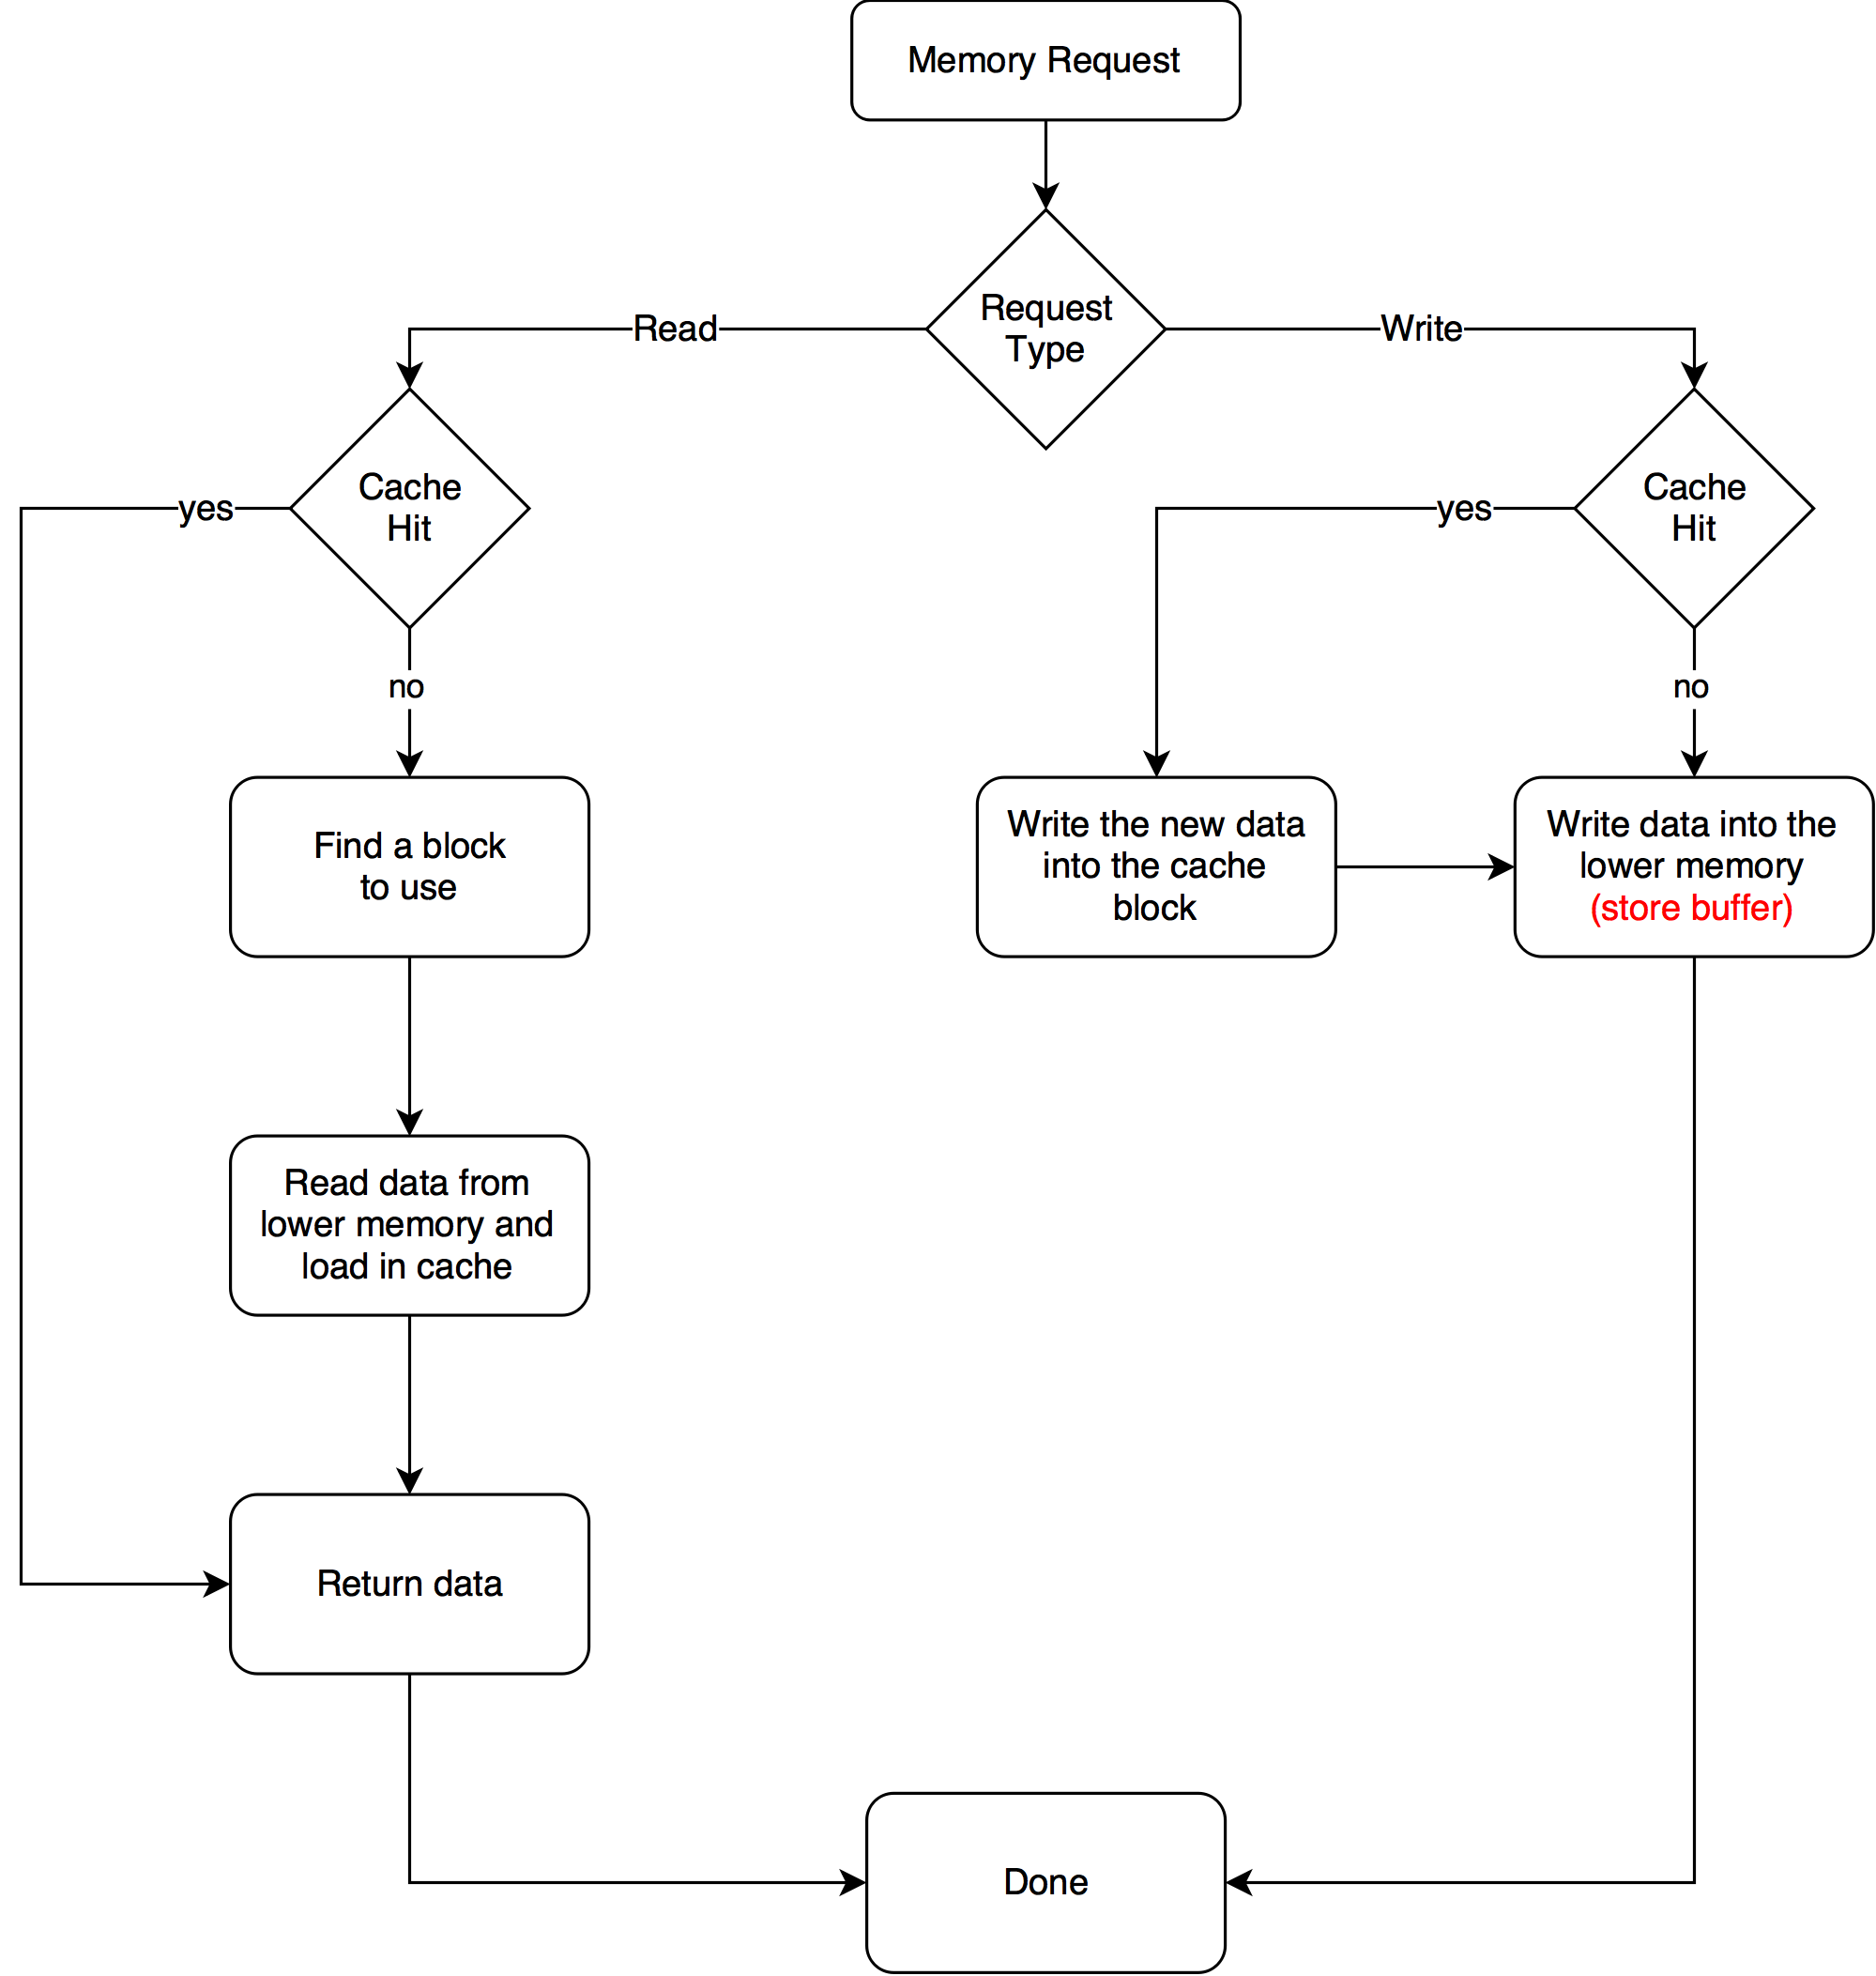 Memory Request
Request
Type
Read
Write
Cache
Hit
yes
no
Cache
Hit
yes
no
Find a block
to use
Write the new data
into the cache
block
Write data into the
lower memory
(store buffer)
Read data from
lower memory and
load in cache
Return data
Done